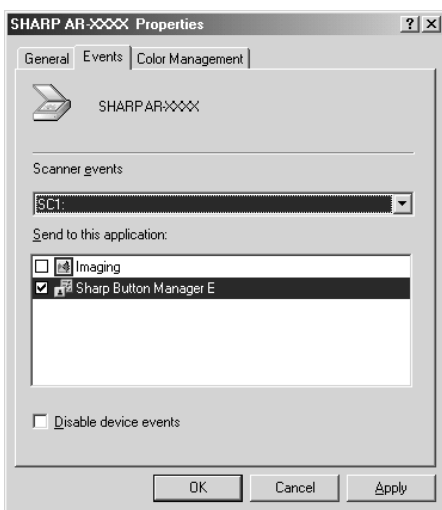 SHARP AR-XXXX Properties
General Events Color Management
SHARP AR-XXXX
Scanner events
SC1:
Send to this application:
Imaging
Sharp Button Manager E
Disable device events
OK Cancel Apply